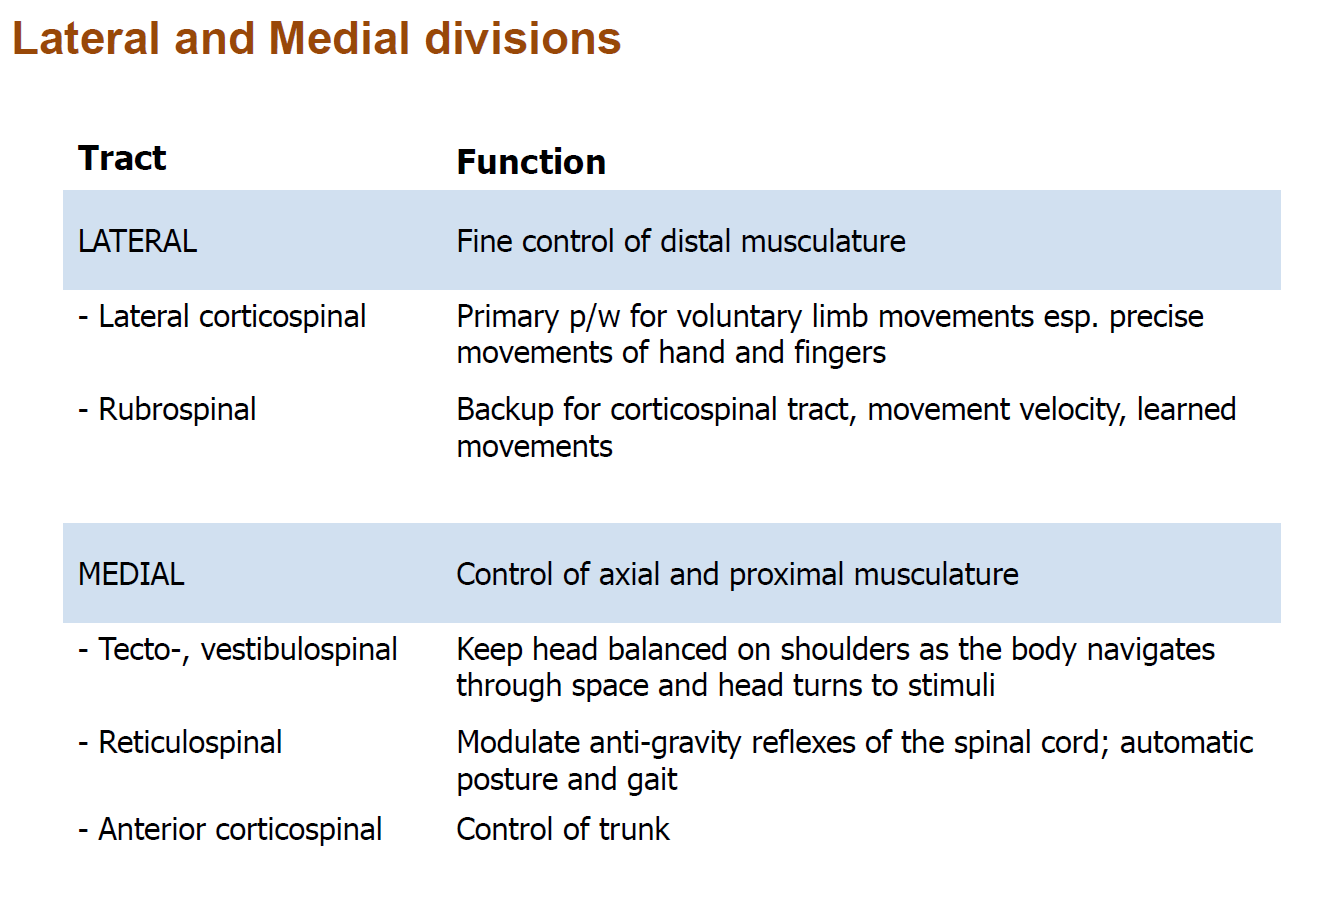 Lateral and Medial divisions
Tract Function
LATERAL Fine control of distal musculature
- Lateral corticospinal Primary p/w for voluntary limb movements esp. precise
movements of hand and fingers
- Rubrospinal Backup for corticospinal tract, movement velocity, learned
movements
MEDIAL Control of axial and proximal musculature
- Tecto-, vestibulospinal Keep head balanced on shoulders as the body navigates
through space and head turns to stimuli
- Reticulospinal Modulate anti-gravity reflexes of the spinal cord; automatic
posture and gait
- Anterior corticospinal Control of trunk